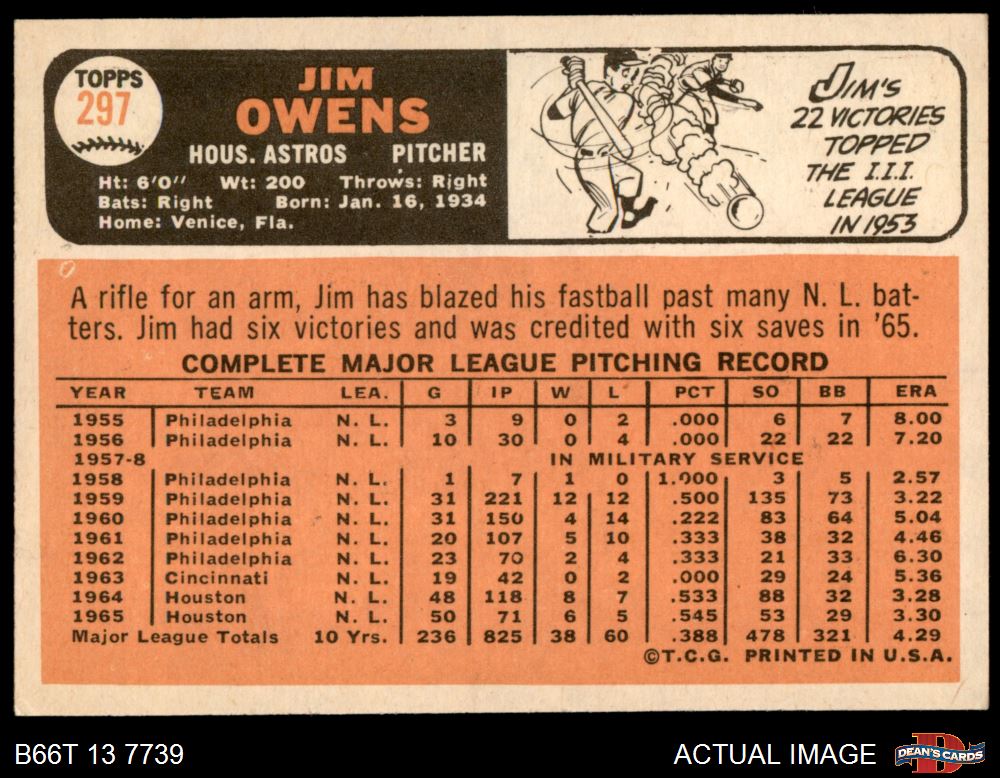 TOPPS
297
JIM
OWENS
HOUS. ASTROS PITCHER
Ht: 6'0" Wt: 200 Throws: Right
Bats: Right Born: Jan. 16, 1934
Home: Venice, Fla.
JIM'S
22 VICTORIES
TOPPED
THE I.I.I.
LEAGUE
IN 1953
A rifle for an arm, Jim has blazed his fastball past many N. L. bat-
ters. Jim had six victories and was credited with six saves in '65.
COMPLETE MAJOR LEAGUE PITCHING RECORD
YEAR TEAM LEA. G IP W L PCT SO BB ERA
1955 Philadelphia N. L. 3 9 0 2 .000 6 7 8.00
1956 Philadelphia N. L. 10 30 0 4 .000 22 22 7.20
1957-8 IN MILITARY SERVICE
1958 Philadelphia N. L. 1 7 1 0 1.000 3 5 2.57
1959 Philadelphia N. L. 31 221 12 12 .500 135 73 3.22
1960 Philadelphia N. L. 31 150 4 14 .222 83 64 5.04
1961 Philadelphia N. L. 20 107 5 10 .333 38 32 4.46
1962 Philadelphia N. L. 23 70 2 4 .333 21 33 6.30
1963 Cincinnati N. L. 19 42 0 2 .000 29 24 5.36
1964 Houston N. L. 48 118 8 7 .533 88 32 3.28
1965 Houston N. L. 50 71 6 5 .545 53 29 3.30
Major League Totals 10 Yrs. 236 825 38 60 .388 478 321 4.29
©T.C.G. PRINTED IN U.S.A.
B66T 13 7739
ACTUAL IMAGE
DEAN'S CARDS